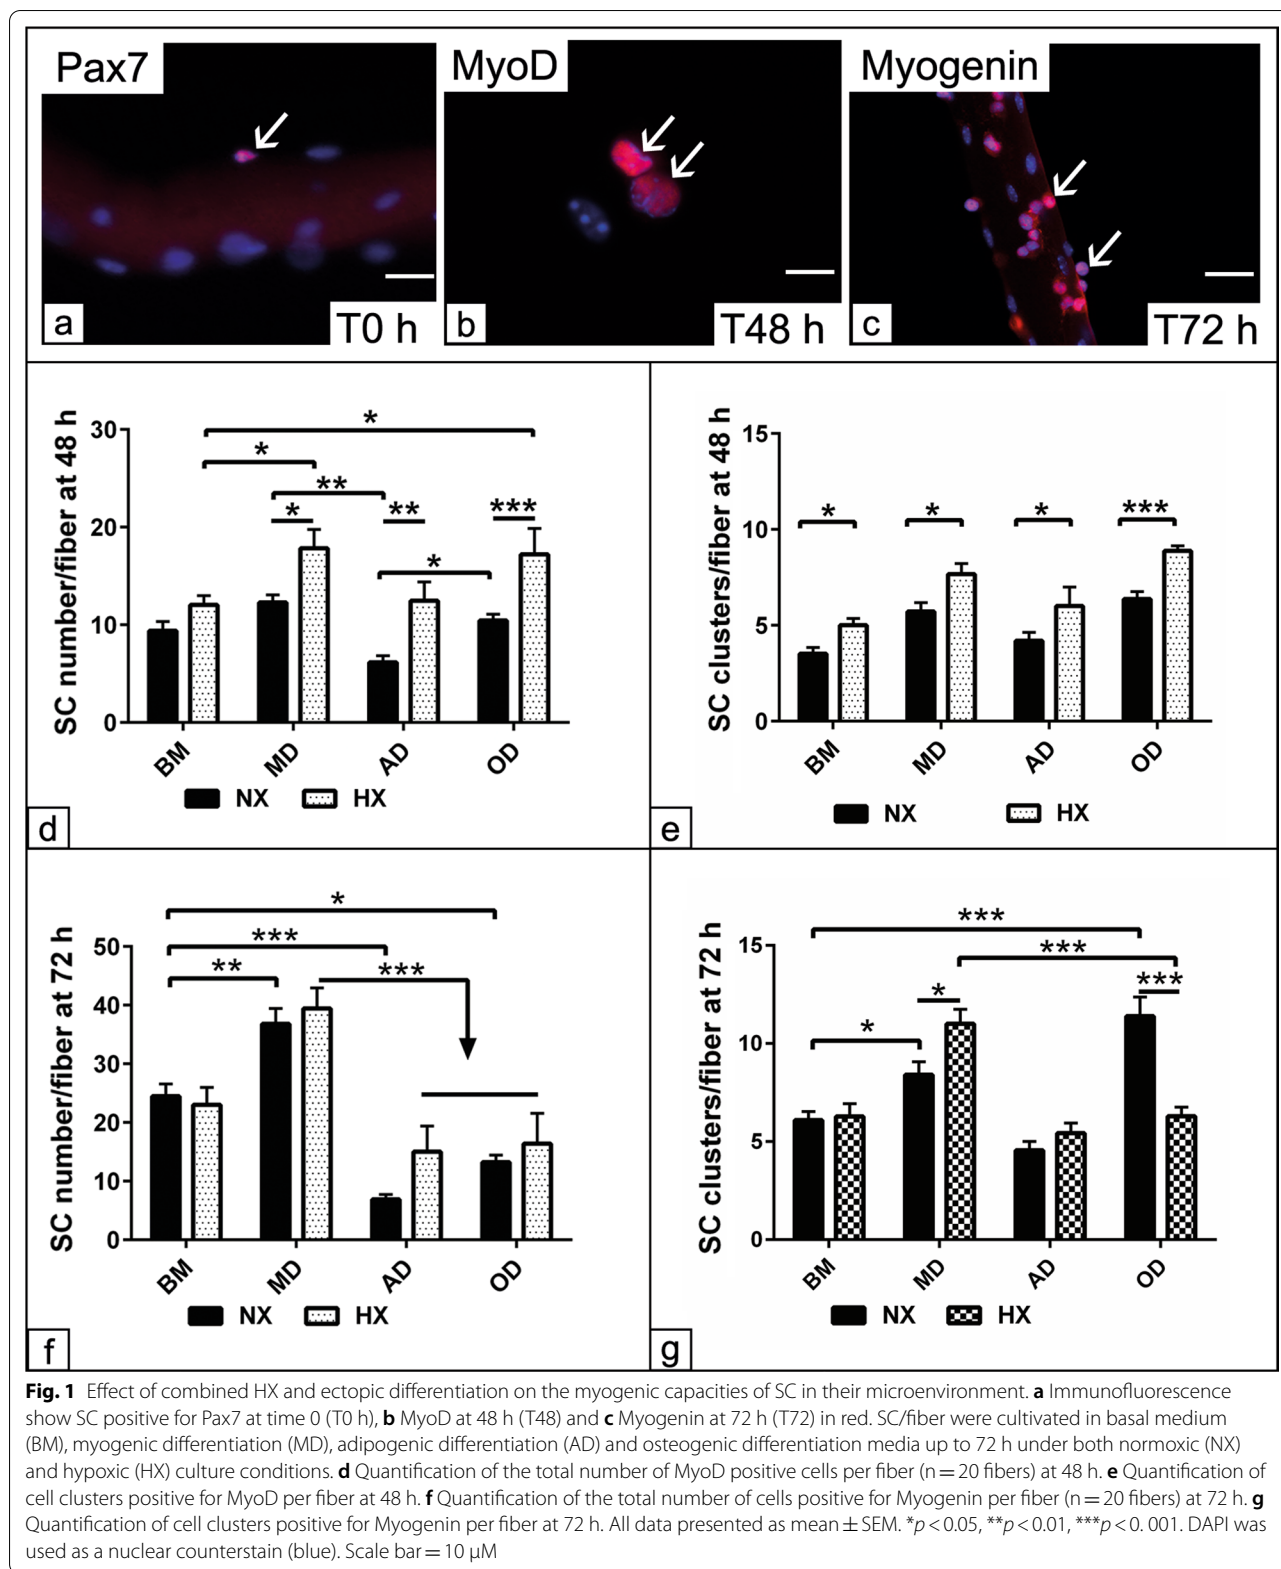 Pax7
MyoD
Myogenin
a
T0 h
b
T48 h
c
T72 h
SC number/fiber at 48 h
30
20
10
0
*
*
**
*
**
***
*
BM
MD
AD
OD
NX
HX
d
SC clusters/fiber at 48 h
15
10
5
0
*
*
*
***
BM
MD
AD
OD
NX
HX
e
SC number/fiber at 72 h
50
40
30
20
10
0
*
***
**
***
BM
MD
AD
OD
NX
HX
f
SC clusters/fiber at 72 h
15
10
5
0
***
***
***
*
*
BM
MD
AD
OD
NX
HX
g
Fig. 1 Effect of combined HX and ectopic differentiation on the myogenic capacities of SC in their microenvironment. a Immunofluorescence
show SC positive for Pax7 at time 0 (T0 h), b MyoD at 48 h (T48) and c Myogenin at 72 h (T72) in red. SC/fiber were cultivated in basal medium
(BM), myogenic differentiation (MD), adipogenic differentiation (AD) and osteogenic differentiation media up to 72 h under both normoxic (NX)
and hypoxic (HX) culture conditions. d Quantification of the total number of MyoD positive cells per fiber (n = 20 fibers) at 48 h. e Quantification of
cell clusters positive for MyoD per fiber at 48 h. f Quantification of the total number of cells positive for Myogenin per fiber (n = 20 fibers) at 72 h. g
Quantification of cell clusters positive for Myogenin per fiber at 72 h. All data presented as mean ± SEM. *p < 0.05, **p < 0.01, ***p < 0. 001. DAPI was
used as a nuclear counterstain (blue). Scale bar = 10 µM